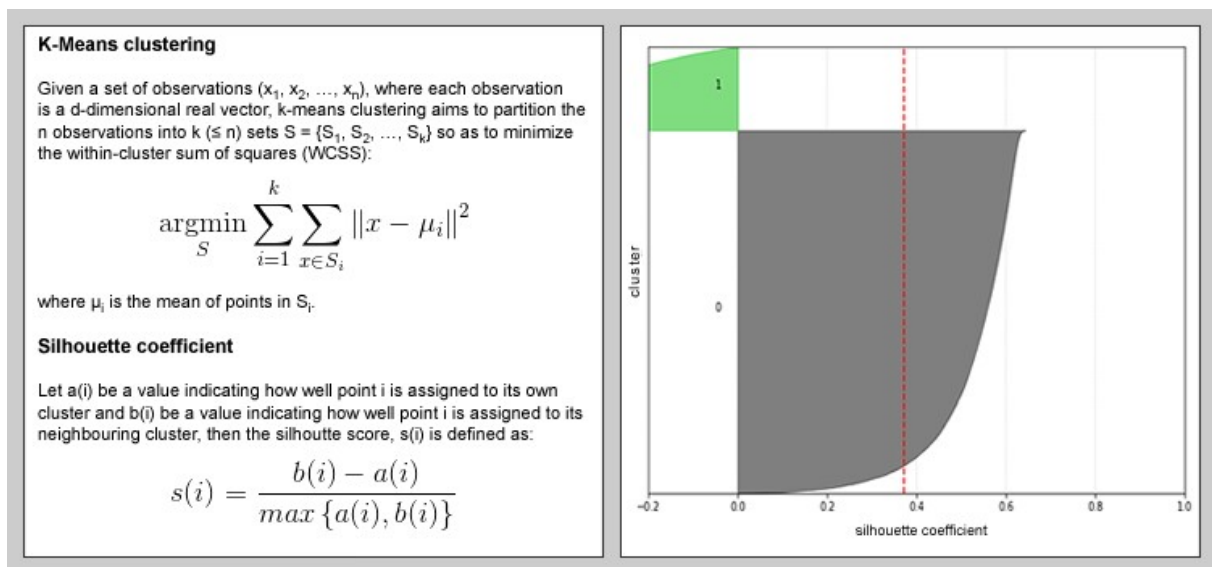 K-Means clustering
Given a set of observations (x₁, x₂, ..., xₙ), where each observation
is a d-dimensional real vector, k-means clustering aims to partition the
n observations into k (≤ n) sets S = {S₁, S₂, ..., Sₖ} so as to minimize
the within-cluster sum of squares (WCSS):
argmin_S ∑_{i=1}^{k} ∑_{x∈S_i} ‖x − μ_i‖²
where μᵢ is the mean of points in Sᵢ.
Silhouette coefficient
Let a(i) be a value indicating how well point i is assigned to its own
cluster and b(i) be a value indicating how well point i is assigned to its
neighbouring cluster, then the silhoutte score, s(i) is defined as:
s(i) = b(i) − a(i) / max {a(i), b(i)}
1
cluster
0
−0.2 0.0 0.2 0.4 0.6 0.8 1.0
silhouette coefficient